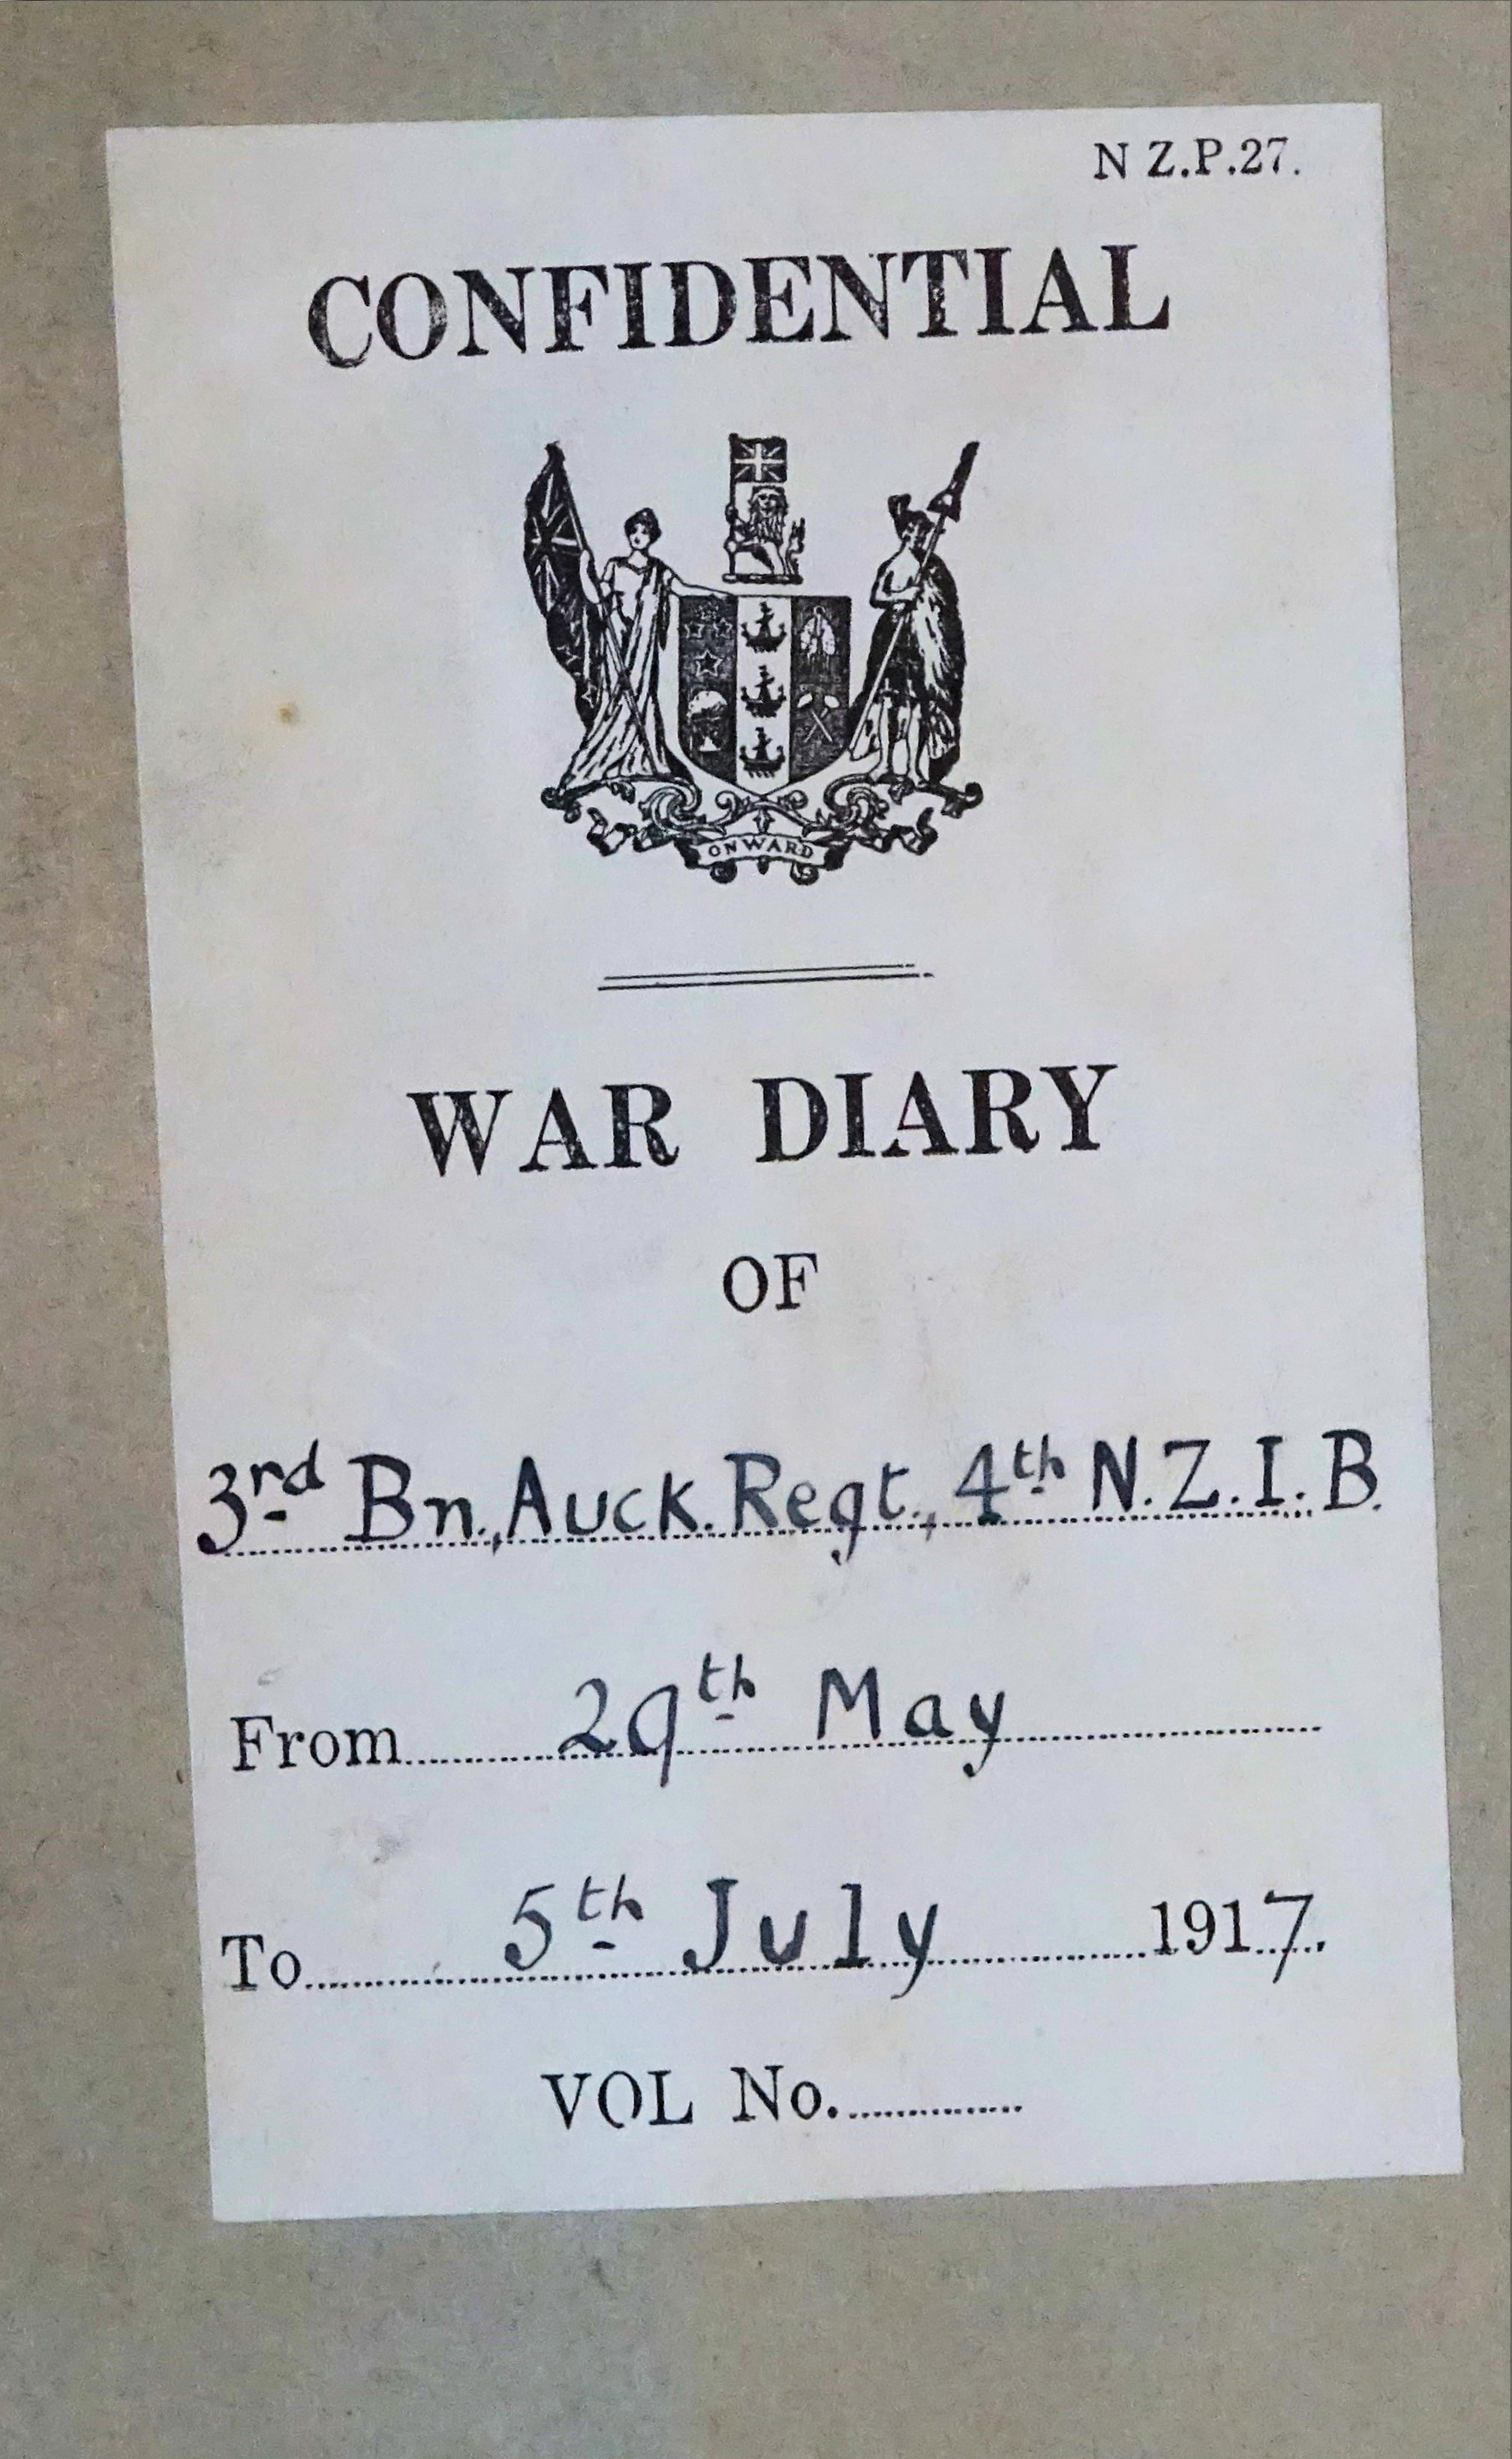 N Z.P.27.
CONFIDENTIAL
ONWARD
WAR DIARY
OF
3rd Bn., Auck. Regt., 4th N.Z.I.B.
From 29th May
To 5th July 1917.
VOL No.